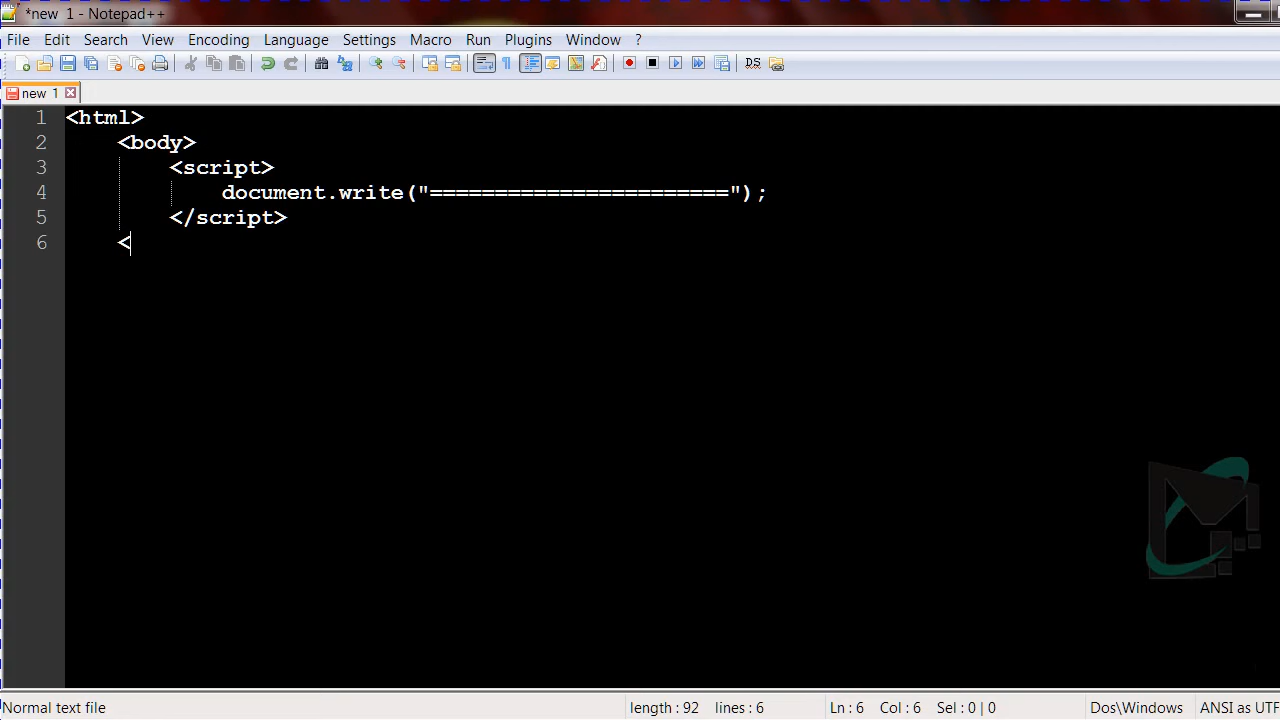 *new 1 - Notepad++
File Edit Search View Encoding Language Settings Macro Run Plugins Window ?
new 1
1 <html>
2 <body>
3 <script>
4 document.write("=======================");
5 </script>
6 <
Normal text file length : 92 lines : 6 Ln : 6 Col : 6 Sel : 0 | 0 Dos\Windows ANSI as UTF